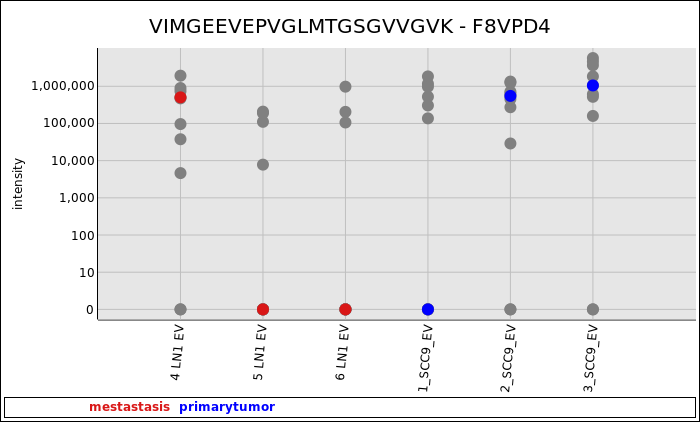 VIMGEEVEPVGLMTGSGVVGVK - F8VPD4
1,000,000
100,000
10,000
1,000
100
10
0
intensity
4 LN1 EV
5 LN1 EV
6 LN1 EV
1_SCC9_EV
2_SCC9_EV
3_SCC9_EV
mestastasis primarytumor